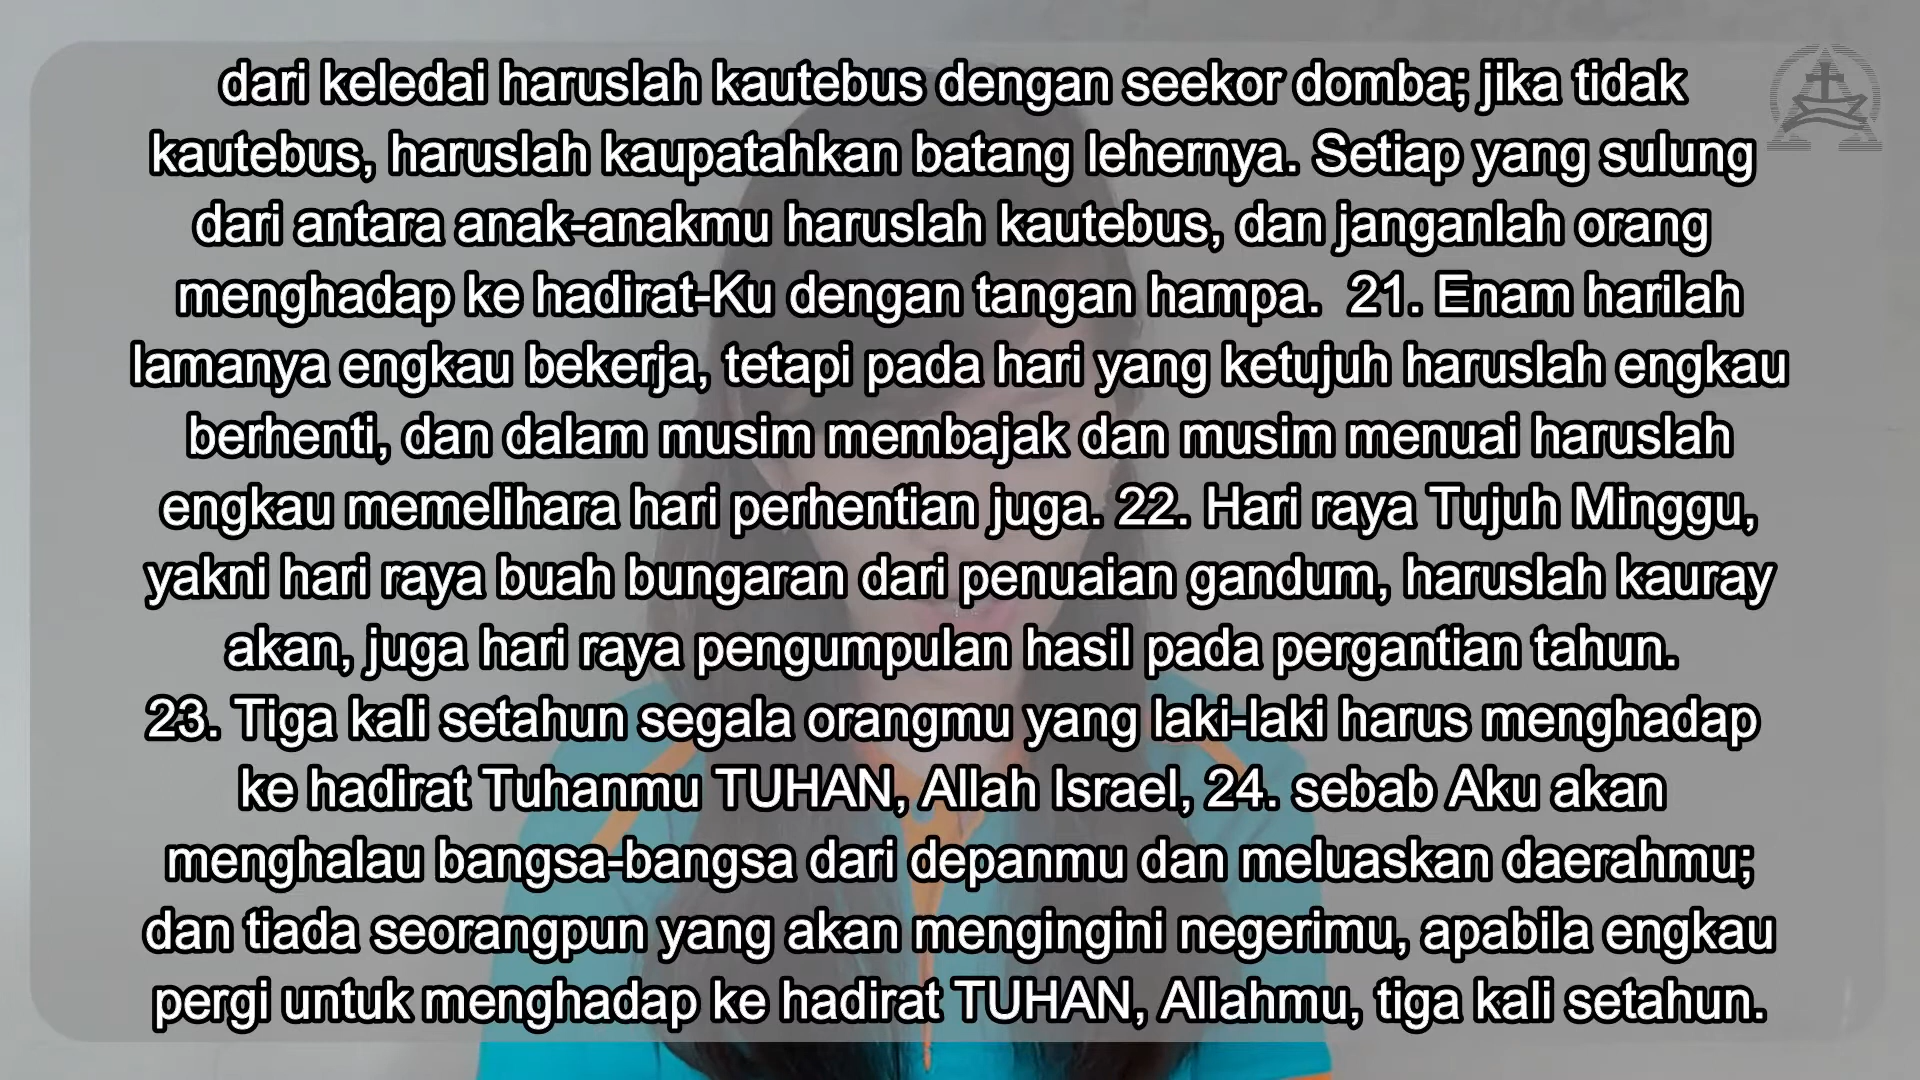 dari keledai haruslah kautebus dengan seekor domba; jika tidak
kautebus, haruslah kaupatahkan batang lehernya. Setiap yang sulung
dari antara anak-anakmu haruslah kautebus, dan janganlah orang
menghadap ke hadirat-Ku dengan tangan hampa.  21. Enam harilah
lamanya engkau bekerja, tetapi pada hari yang ketujuh haruslah engkau
berhenti, dan dalam musim membajak dan musim menuai haruslah
engkau memelihara hari perhentian juga. 22. Hari raya Tujuh Minggu,
yakni hari raya buah bungaran dari penuaian gandum, haruslah kauray
akan, juga hari raya pengumpulan hasil pada pergantian tahun.
23. Tiga kali setahun segala orangmu yang laki-laki harus menghadap
ke hadirat Tuhanmu TUHAN, Allah Israel, 24. sebab Aku akan
menghalau bangsa-bangsa dari depanmu dan meluaskan daerahmu;
dan tiada seorangpun yang akan mengingini negerimu, apabila engkau
pergi untuk menghadap ke hadirat TUHAN, Allahmu, tiga kali setahun.